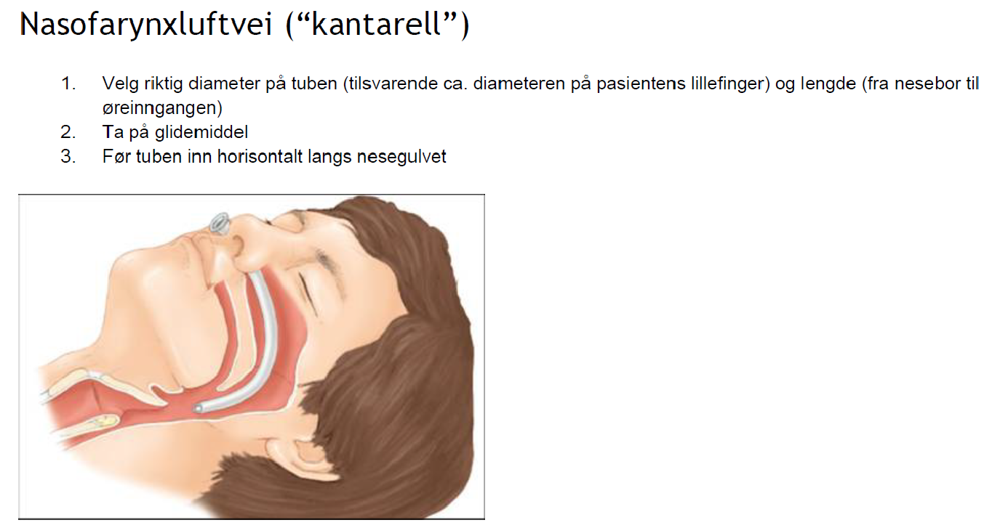 Nasofarynxluftvei (“kantarell”)
1. Velg riktig diameter på tuben (tilsvarende ca. diameteren på pasientens lillefinger) og lengde (fra nesebor til
øreinngangen)
2. Ta på glidemiddel
3. Før tuben inn horisontalt langs nesegulvet